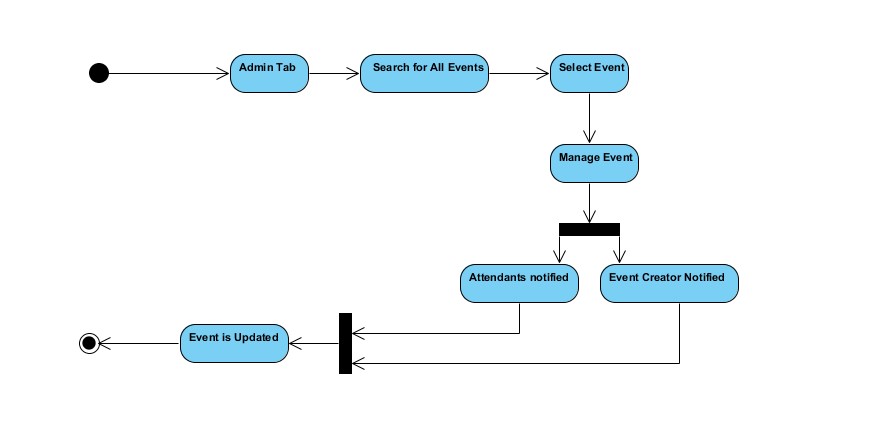 Admin Tab
Search for All Events
Select Event
Manage Event
Attendants notified
Event Creator Notified
Event is Updated